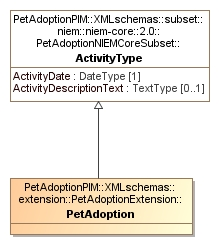 PetAdoptionPIM::XMLschemas::subset::
niem::niem-core::2.0::
PetAdoptionNIEMCoreSubset::
ActivityType
ActivityDate : DateType [1]
ActivityDescriptionText : TextType [0..1]
PetAdoptionPIM::XMLschemas::
extension::PetAdoptionExtension::
PetAdoption